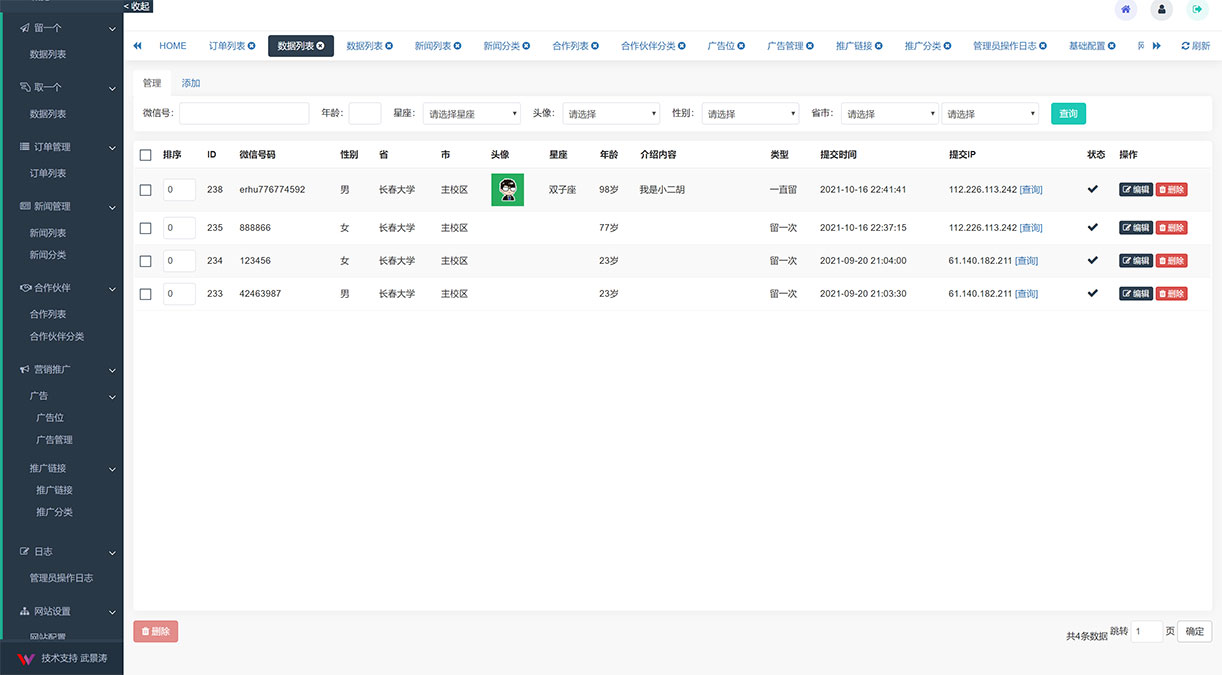 < 收起
留一个
数据列表
取一个
数据列表
订单管理
订单列表
新闻管理
新闻列表
新闻分类
合作伙伴
合作列表
合作伙伴分类
营销推广
广告
广告位
广告管理
推广链接
推广链接
推广分类
日志
管理员操作日志
网站设置
网站配置
技术支持 武景涛
HOME 订单列表 数据列表 数据列表 新闻列表 新闻分类 合作列表 合作伙伴分类 广告位 广告管理 推广链接 推广分类 管理员操作日志 基础配置 刷新
管理 添加
微信号: 年龄: 星座: 请选择星座 头像: 请选择 性别: 请选择 省市: 请选择 请选择 查询
排序 ID 微信号码 性别 省 市 头像 星座 年龄 介绍内容 类型 提交时间 提交IP 状态 操作
0 238 erhu776774592 男 长春大学 主校区 双子座 98岁 我是小二胡 一直留 2021-10-16 22:41:41 112.226.113.242 [查询] 编辑 删除
0 235 888866 女 长春大学 主校区 77岁 留一次 2021-10-16 22:37:15 112.226.113.242 [查询] 编辑 删除
0 234 123456 女 长春大学 主校区 23岁 留一次 2021-09-20 21:04:00 61.140.182.211 [查询] 编辑 删除
0 233 42463987 男 长春大学 主校区 23岁 留一次 2021-09-20 21:03:30 61.140.182.211 [查询] 编辑 删除
删除
共4条数据 跳转 1 页 确定